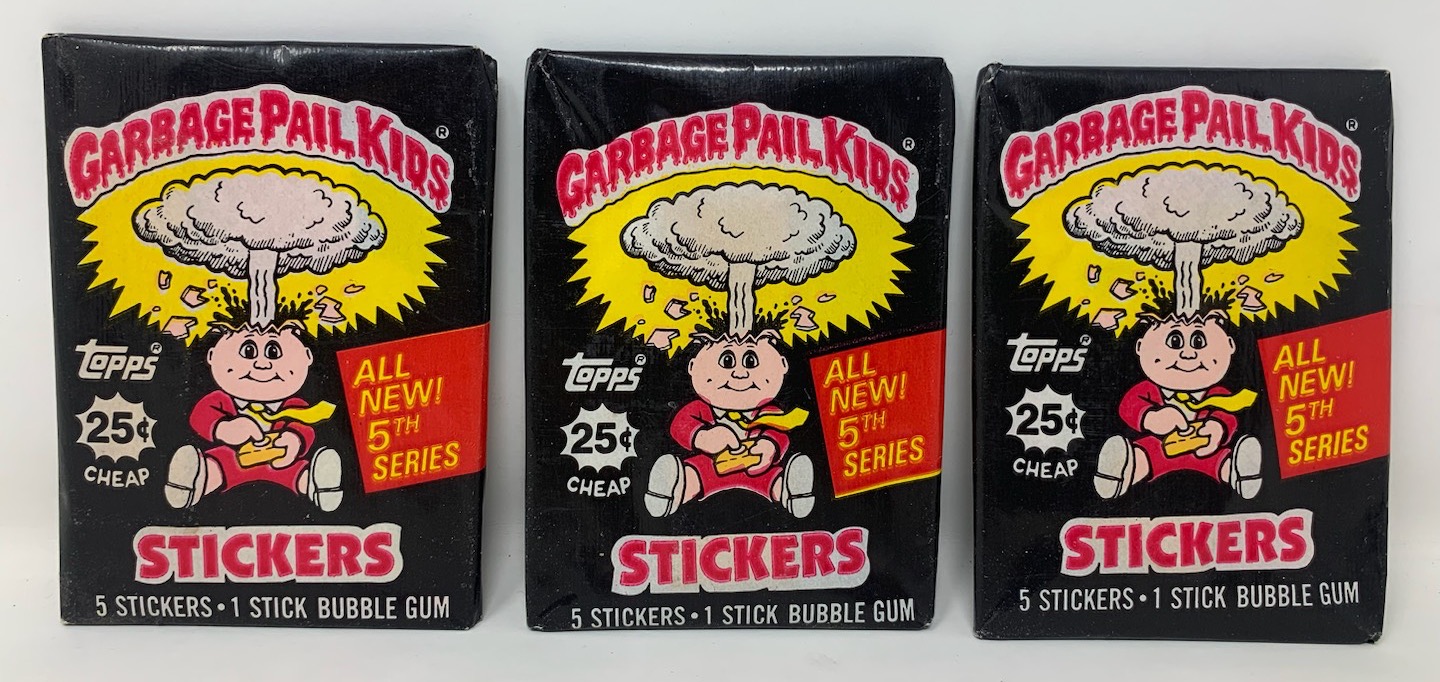 GARBAGE PAIL KIDS ®
TOPPS®
25¢
CHEAP
ALL
NEW!
5TH
SERIES
STICKERS
5 STICKERS • 1 STICK BUBBLE GUM
GARBAGE PAIL KIDS ®
TOPPS®
25¢
CHEAP
ALL
NEW!
5TH
SERIES
STICKERS
5 STICKERS • 1 STICK BUBBLE GUM
GARBAGE PAIL KIDS ®
TOPPS®
25¢
CHEAP
ALL
NEW!
5TH
SERIES
STICKERS
5 STICKERS • 1 STICK BUBBLE GUM